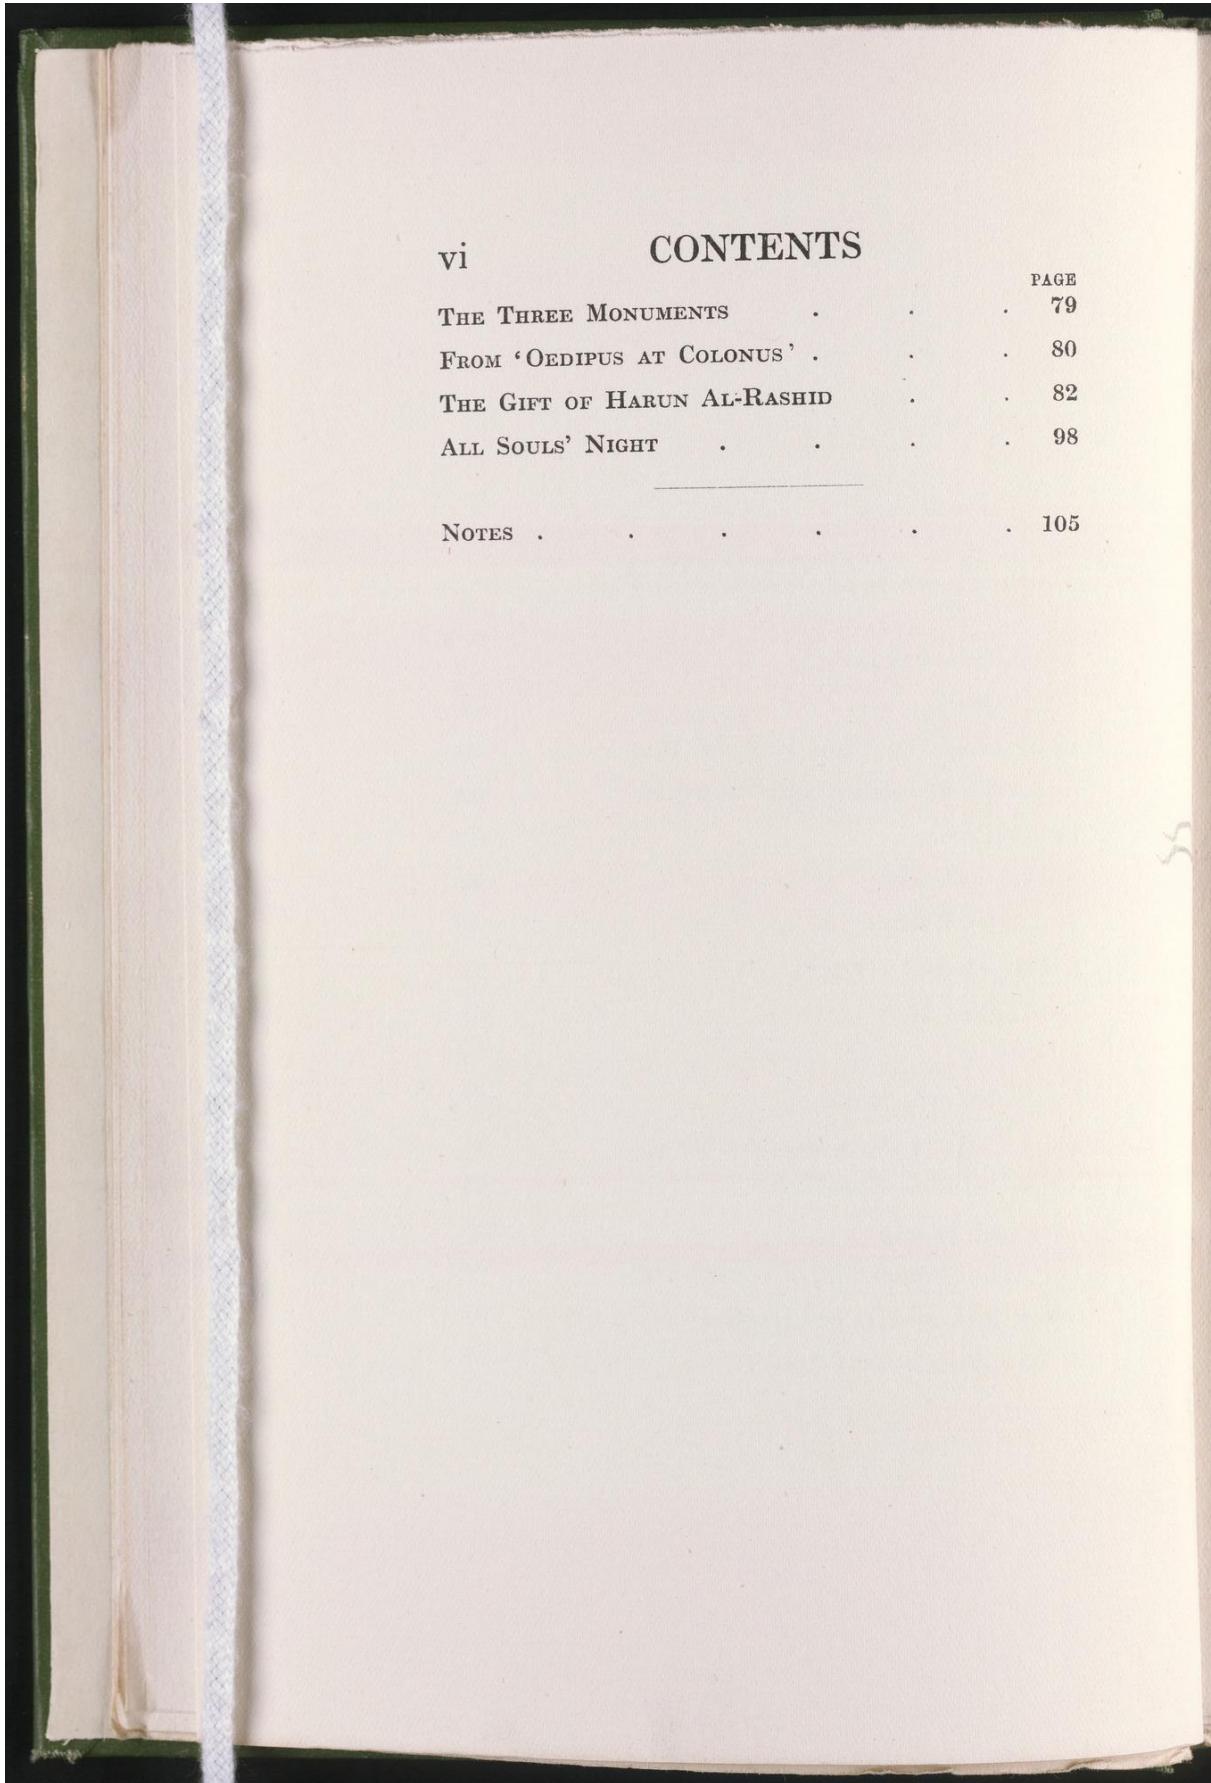 vi CONTENTS
PAGE
THE THREE MONUMENTS . . . 79
FROM ‘OEDIPUS AT COLONUS’ . . . 80
THE GIFT OF HARUN AL-RASHID . . 82
ALL SOULS’ NIGHT . . . . 98
NOTES . . . . . . 105